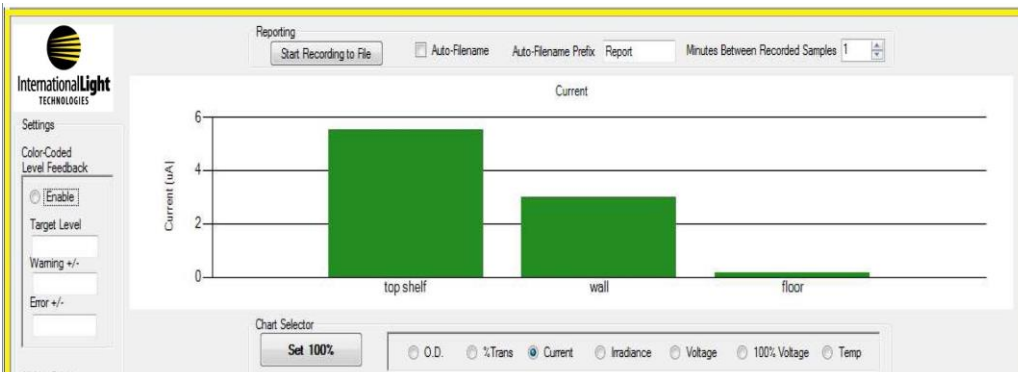 Reporting
Start Recording to File
Auto-Filename
Auto-Filename Prefix
Report
Minutes Between Recorded Samples
1
InternationalLight
TECHNOLOGIES
Settings
Color-Coded
Level Feedback
Enable
Target Level
Warning +/-
Error +/-
Current
Current (uA)
6
4
2
0
top shelf
wall
floor
Chart Selector
Set 100%
O.D.
%Trans
Current
Irradiance
Voltage
100% Voltage
Temp